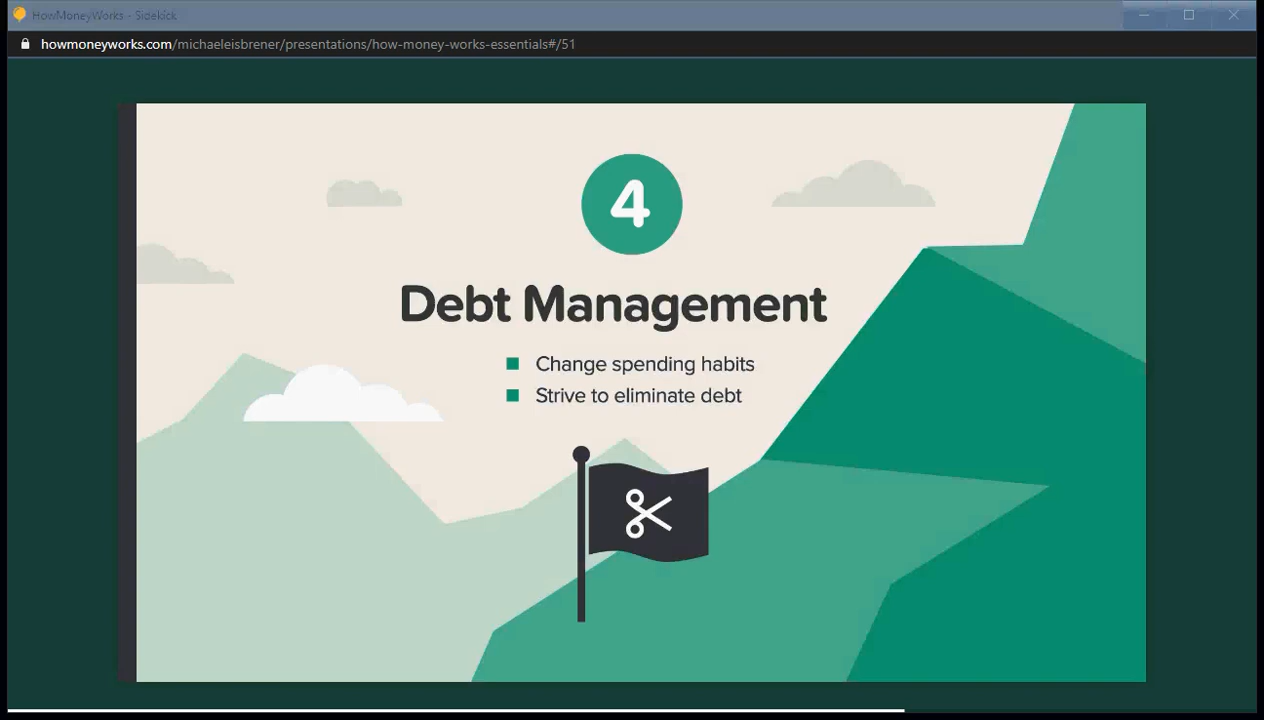 HowMoneyWorks - Sidekick
howmoneyworks.com/michaeleisbrener/presentations/how-money-works-essentials#/51
4
Debt Management
Change spending habits
Strive to eliminate debt